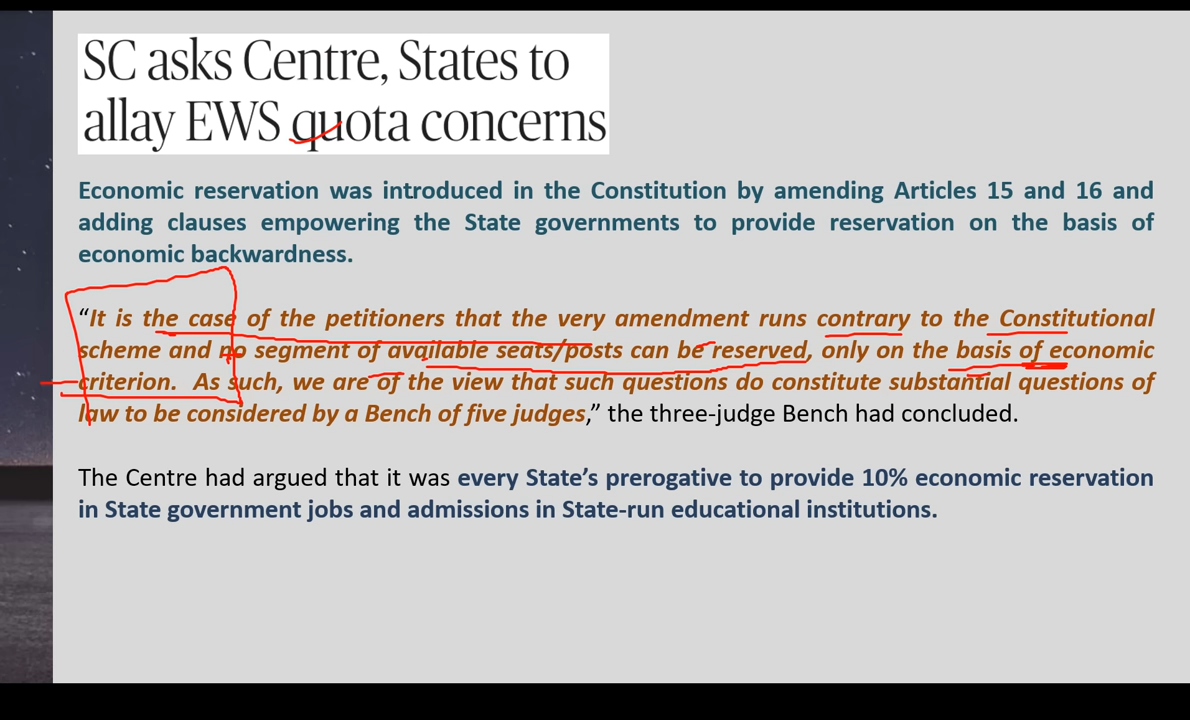 SC asks Centre, States to
allay EWS quota concerns
Economic reservation was introduced in the Constitution by amending Articles 15 and 16 and
adding clauses empowering the State governments to provide reservation on the basis of
economic backwardness.
“It is the case of the petitioners that the very amendment runs contrary to the Constitutional
scheme and no segment of available seats/posts can be reserved, only on the basis of economic
criterion. As such, we are of the view that such questions do constitute substantial questions of
law to be considered by a Bench of five judges,” the three-judge Bench had concluded.
The Centre had argued that it was every State’s prerogative to provide 10% economic reservation
in State government jobs and admissions in State-run educational institutions.